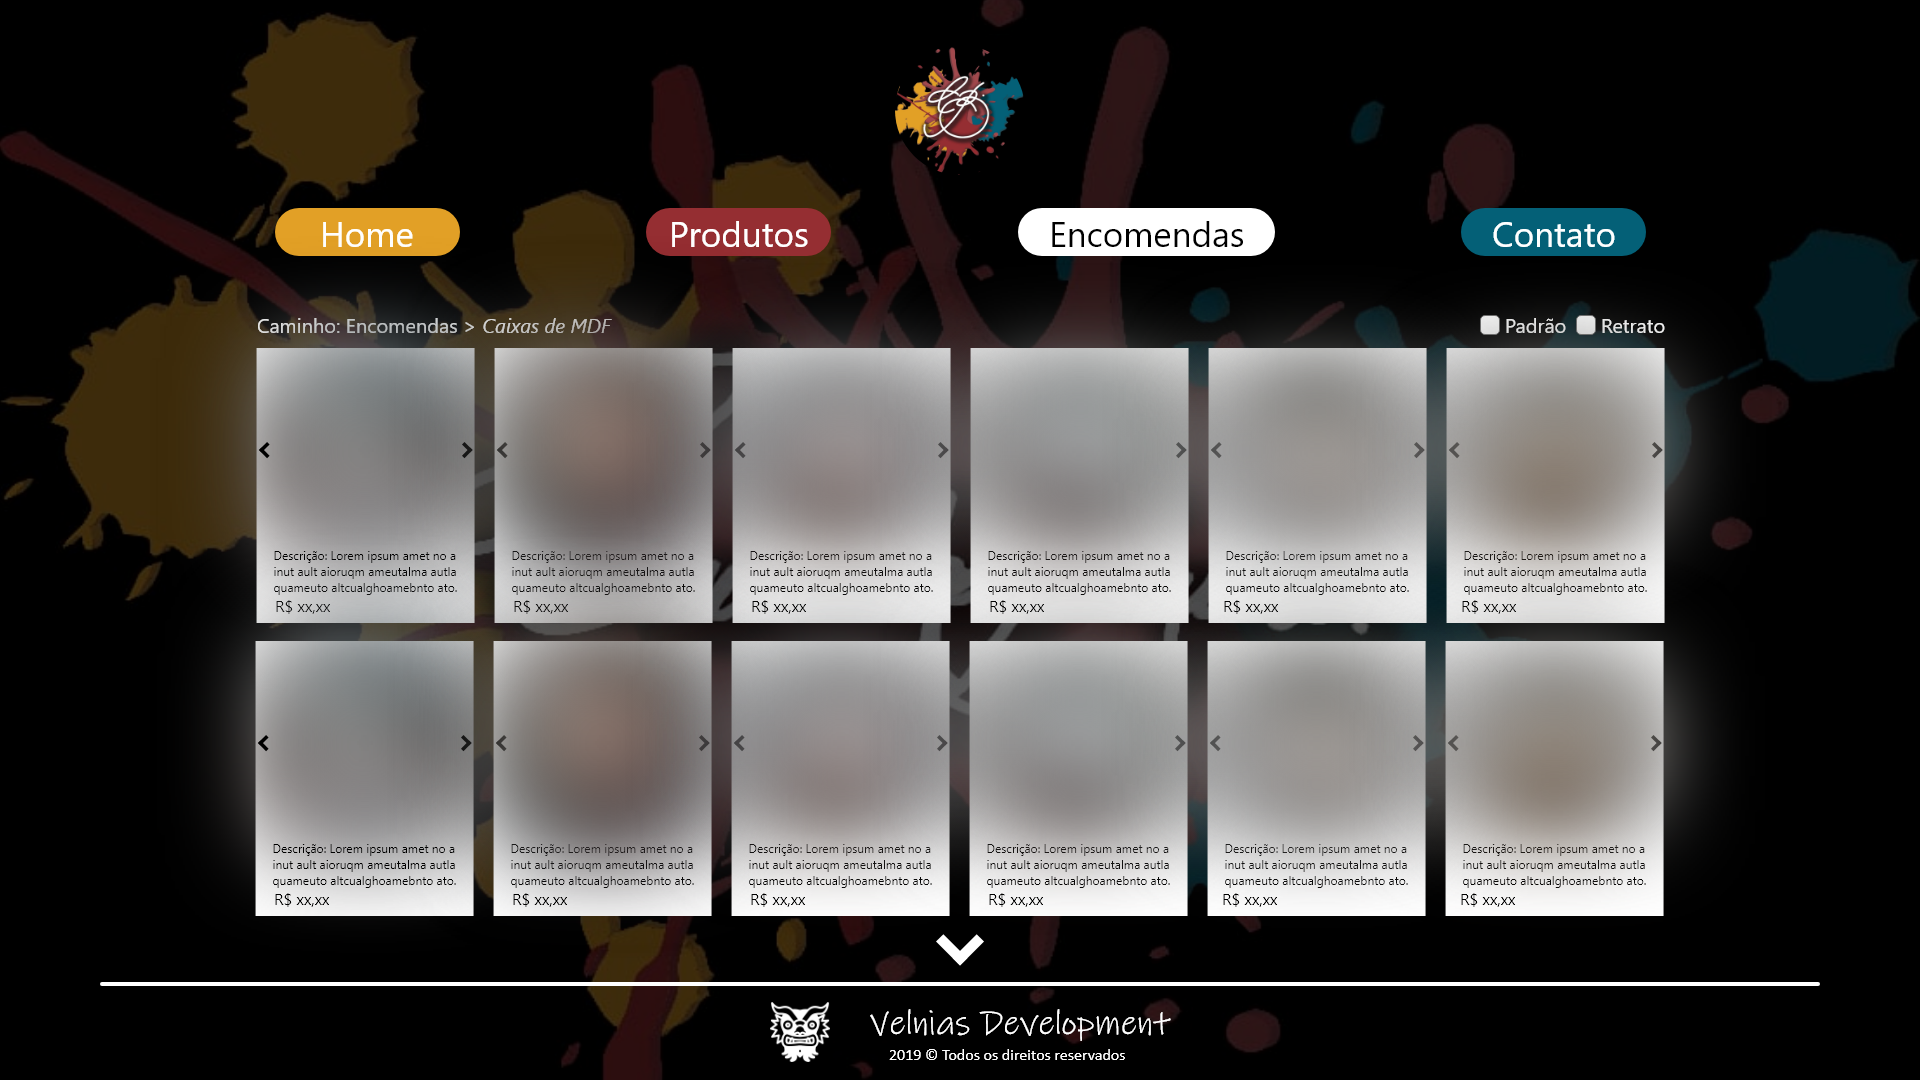 Home Produtos Encomendas Contato
Caminho: Encomendas > Caixas de MDF
Padrão Retrato
Descrição: Lorem ipsum amet no a
inut ault aioruqm ameutalma autla
quameuto altcualghoamebnto ato.
R$ xx,xx
Descrição: Lorem ipsum amet no a
inut ault aioruqm ameutalma autla
quameuto altcualghoamebnto ato.
R$ xx,xx
Descrição: Lorem ipsum amet no a
inut ault aioruqm ameutalma autla
quameuto altcualghoamebnto ato.
R$ xx,xx
Descrição: Lorem ipsum amet no a
inut ault aioruqm ameutalma autla
quameuto altcualghoamebnto ato.
R$ xx,xx
Descrição: Lorem ipsum amet no a
inut ault aioruqm ameutalma autla
quameuto altcualghoamebnto ato.
R$ xx,xx
Descrição: Lorem ipsum amet no a
inut ault aioruqm ameutalma autla
quameuto altcualghoamebnto ato.
R$ xx,xx
Descrição: Lorem ipsum amet no a
inut ault aioruqm ameutalma autla
quameuto altcualghoamebnto ato.
R$ xx,xx
Descrição: Lorem ipsum amet no a
inut ault aioruqm ameutalma autla
quameuto altcualghoamebnto ato.
R$ xx,xx
Descrição: Lorem ipsum amet no a
inut ault aioruqm ameutalma autla
quameuto altcualghoamebnto ato.
R$ xx,xx
Descrição: Lorem ipsum amet no a
inut ault aioruqm ameutalma autla
quameuto altcualghoamebnto ato.
R$ xx,xx
Descrição: Lorem ipsum amet no a
inut ault aioruqm ameutalma autla
quameuto altcualghoamebnto ato.
R$ xx,xx
Descrição: Lorem ipsum amet no a
inut ault aioruqm ameutalma autla
quameuto altcualghoamebnto ato.
R$ xx,xx
Velnias Development
2019 © Todos os direitos reservados